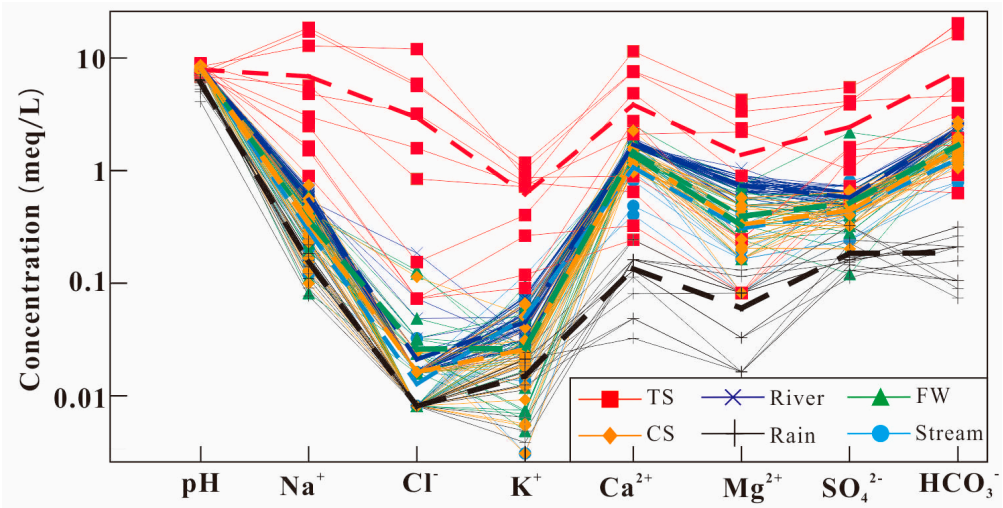 Concentration (meq/L)
10
1
0.1
0.01
TS River FW
CS Rain Stream
pH Na⁺ Cl⁻ K⁺ Ca²⁺ Mg²⁺ SO₄²⁻ HCO₃⁻